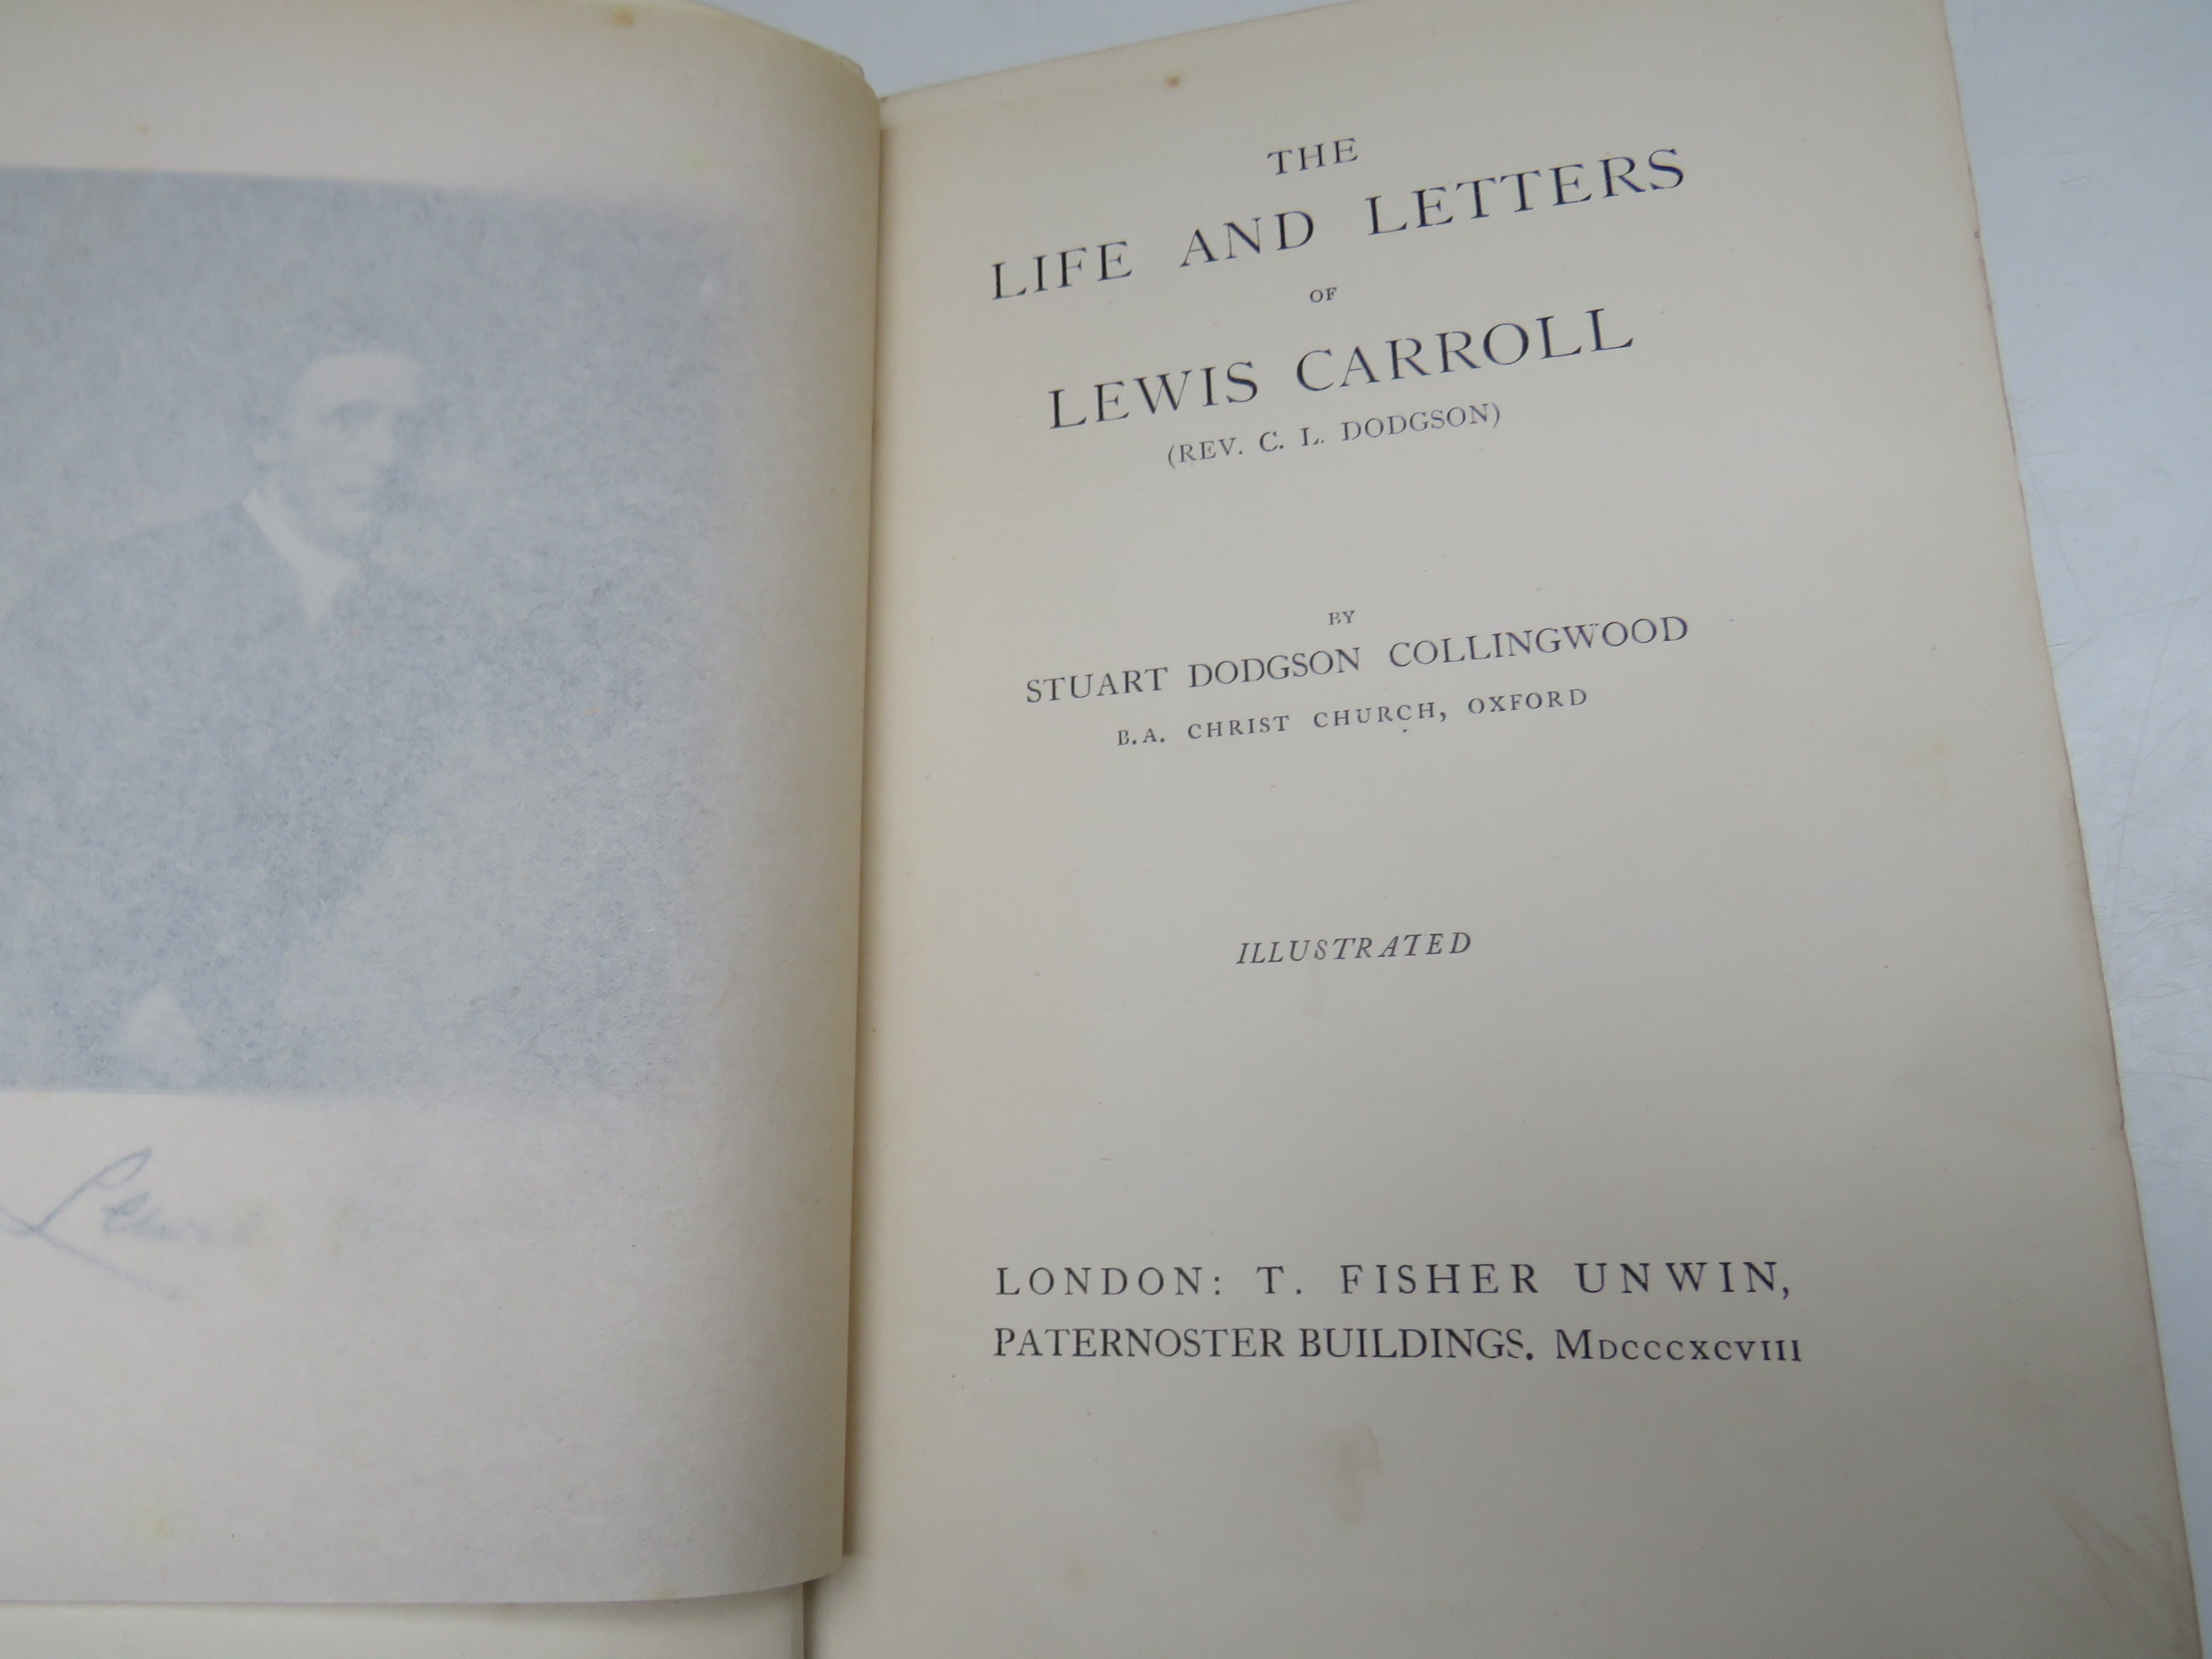 Lewis
THE
LIFE AND LETTERS
OF
LEWIS CARROLL
(REV. C. L. DODGSON)
BY
STUART DODGSON COLLINGWOOD
B.A. CHRIST CHURCH, OXFORD
ILLUSTRATED
LONDON: T. FISHER UNWIN,
PATERNOSTER BUILDINGS. MDCCCXCVIII